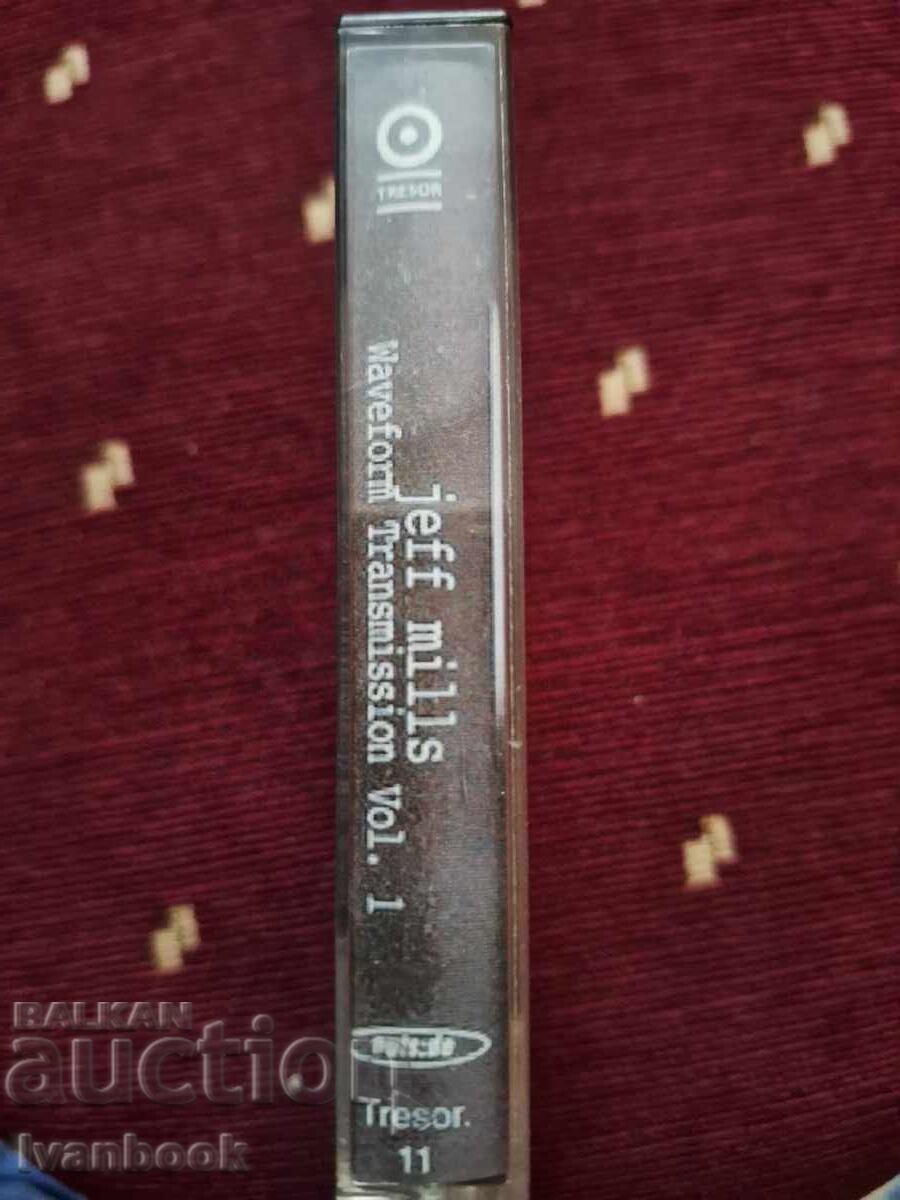 TRESOR
jeff mills
Waveform Transmission Vol. 1
Tresor.
11
BALKAN
auction
Ivanbook